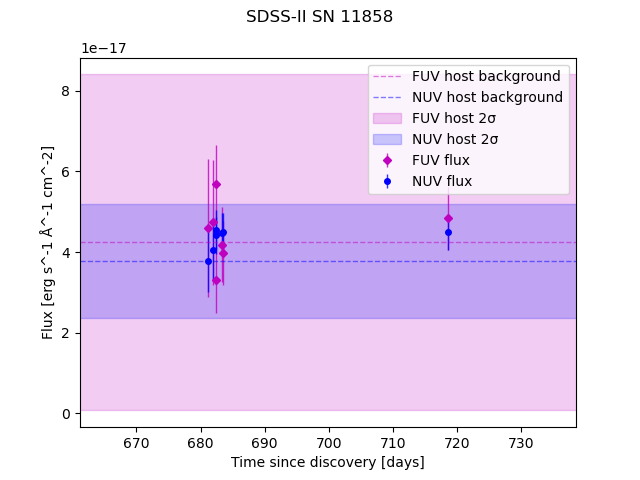 SDSS-II SN 11858
1e−17
FUV host background
NUV host background
FUV host 2σ
NUV host 2σ
FUV flux
NUV flux
8
6
4
2
0
Flux [erg s^-1 Å^-1 cm^-2]
670 680 690 700 710 720 730
Time since discovery [days]